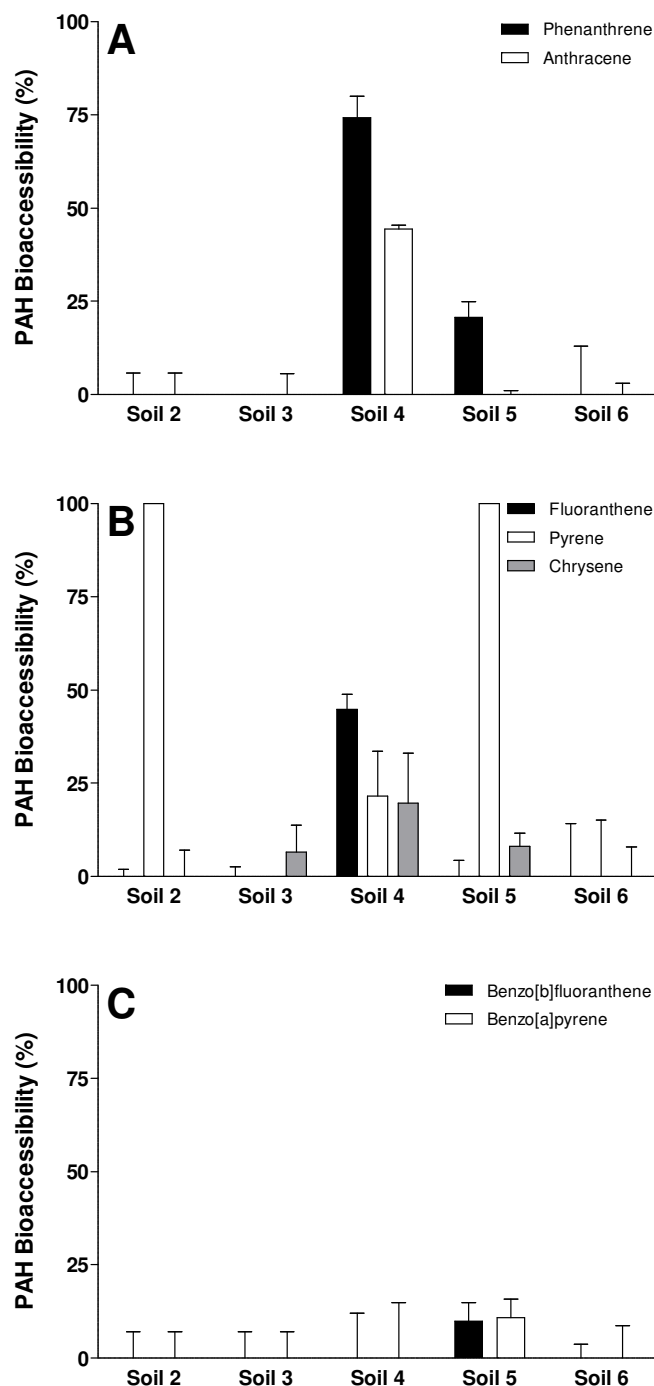 A
Phenanthrene
Anthracene
PAH Bioaccessibility (%)
100
75
50
25
0
Soil 2 Soil 3 Soil 4 Soil 5 Soil 6
B
Fluoranthene
Pyrene
Chrysene
PAH Bioaccessibility (%)
100
75
50
25
0
Soil 2 Soil 3 Soil 4 Soil 5 Soil 6
C
Benzo[b]fluoranthene
Benzo[a]pyrene
PAH Bioaccessibility (%)
100
75
50
25
0
Soil 2 Soil 3 Soil 4 Soil 5 Soil 6